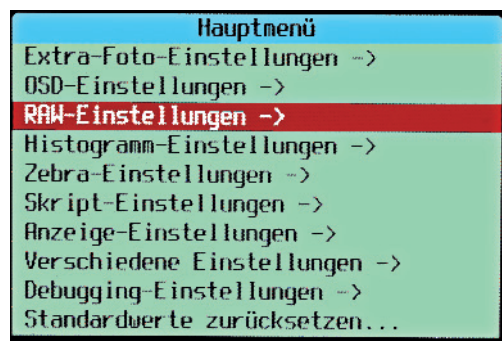 Hauptmenü
Extra-Foto-Einstellungen ->
OSD-Einstellungen ->
RAW-Einstellungen ->
Histogramm-Einstellungen ->
Zebra-Einstellungen ->
Skript-Einstellungen ->
Anzeige-Einstellungen ->
Verschiedene Einstellungen ->
Debugging-Einstellungen ->
Standardwerte zurücksetzen...